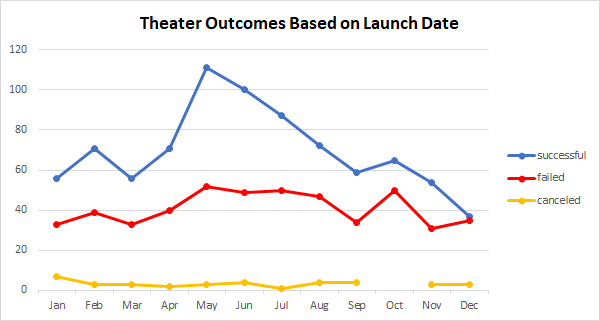 Theater Outcomes Based on Launch Date
120
100
80
60
40
20
0
Jan Feb Mar Apr May Jun Jul Aug Sep Oct Nov Dec
successful
failed
canceled